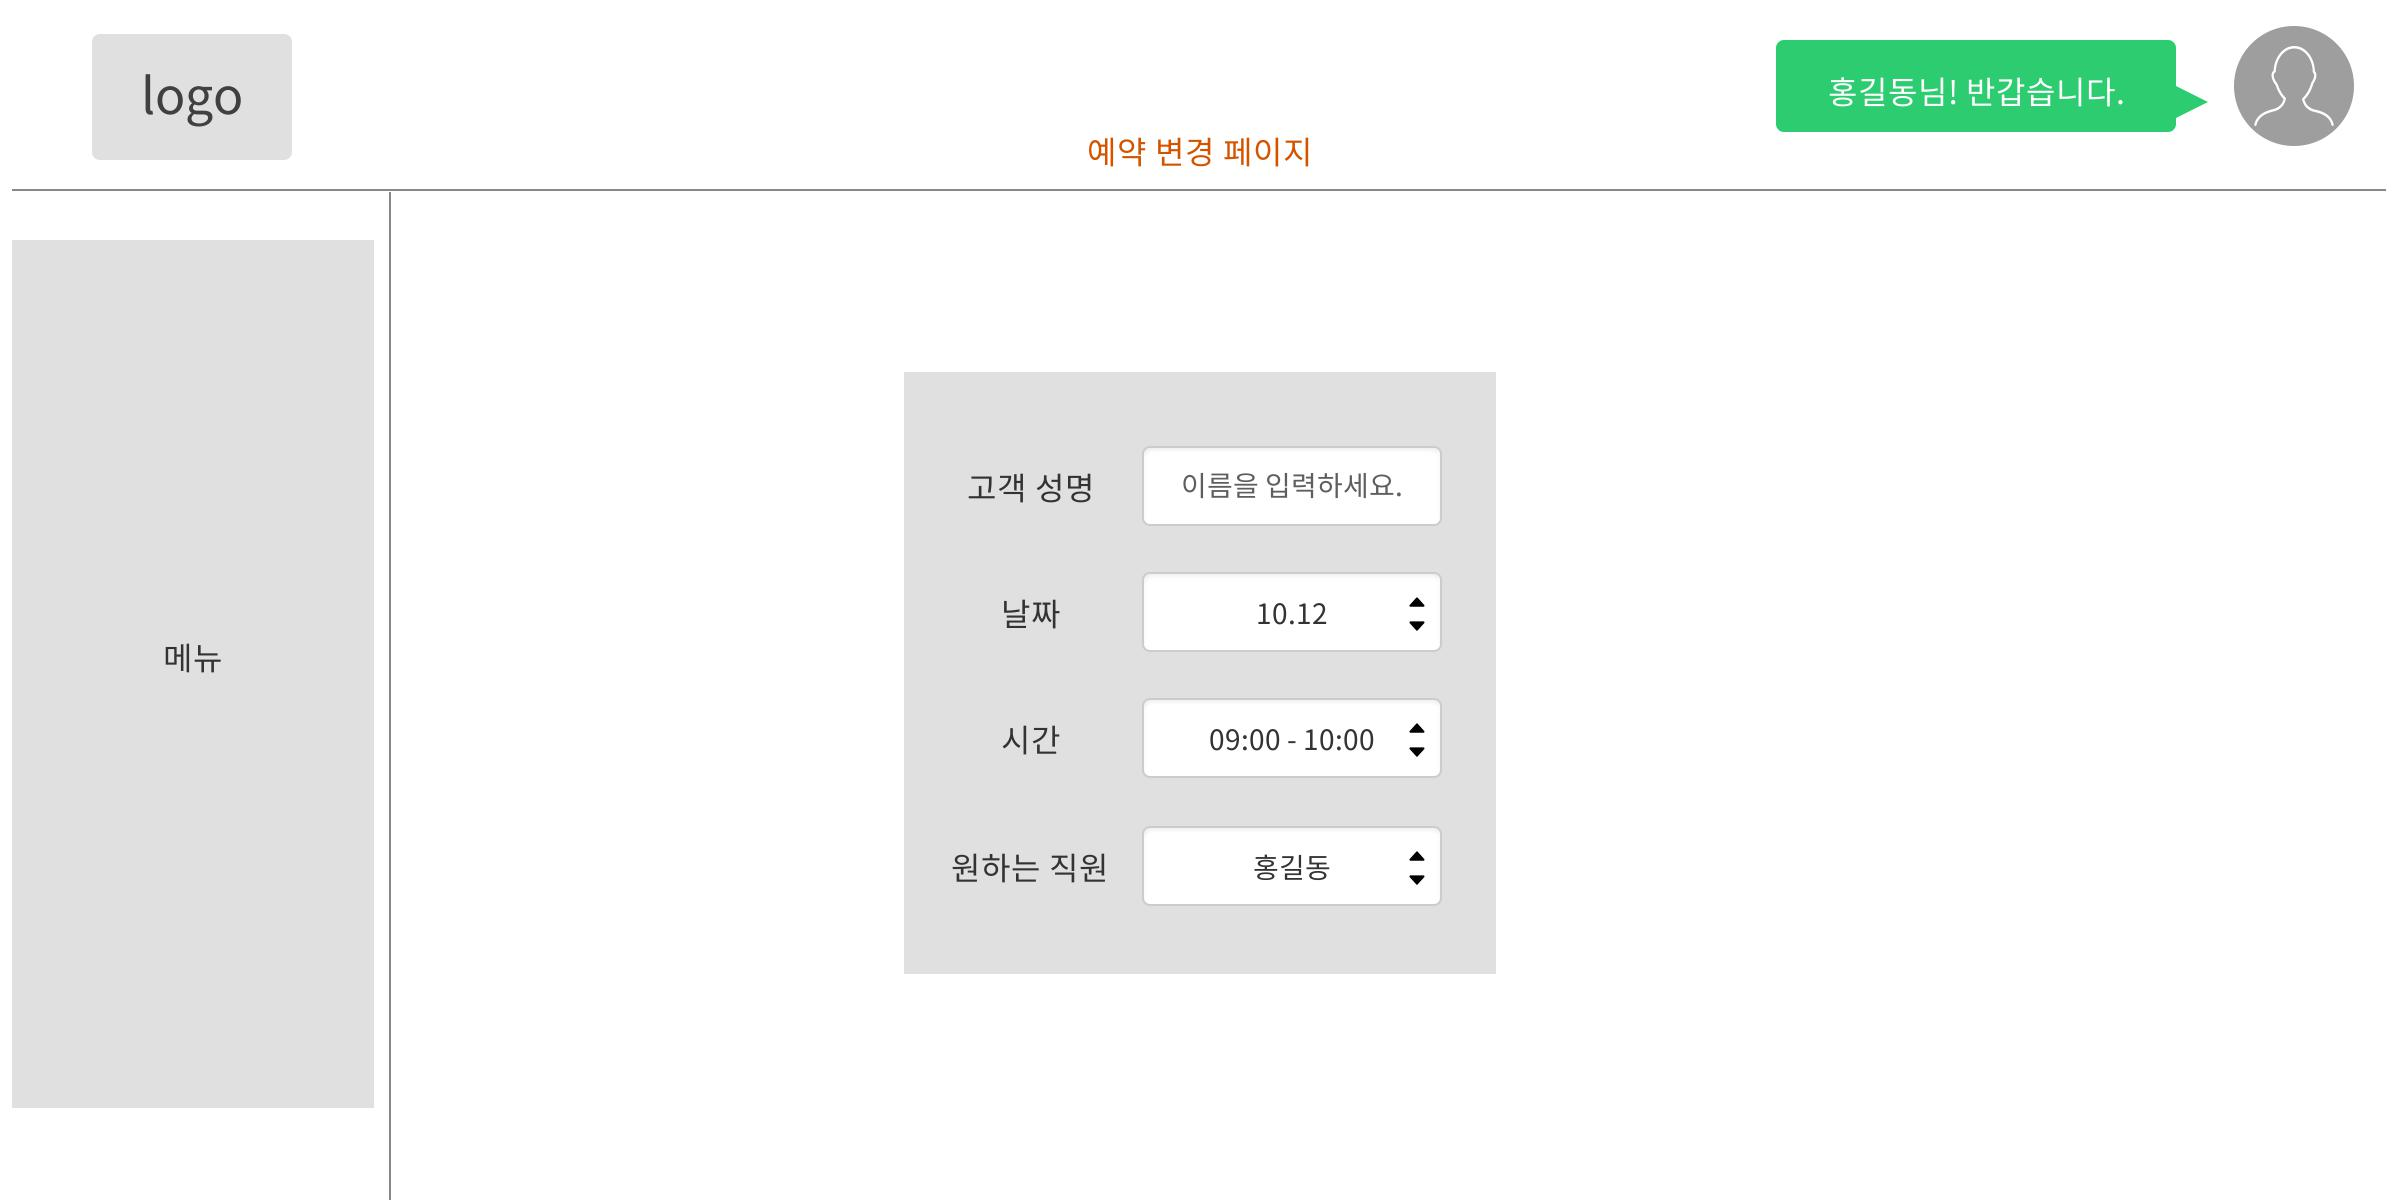 logo
홍길동님! 반갑습니다.
예약 변경 페이지
메뉴
고객 성명 이름을 입력하세요.
날짜 10.12
시간 09:00 - 10:00
원하는 직원 홍길동